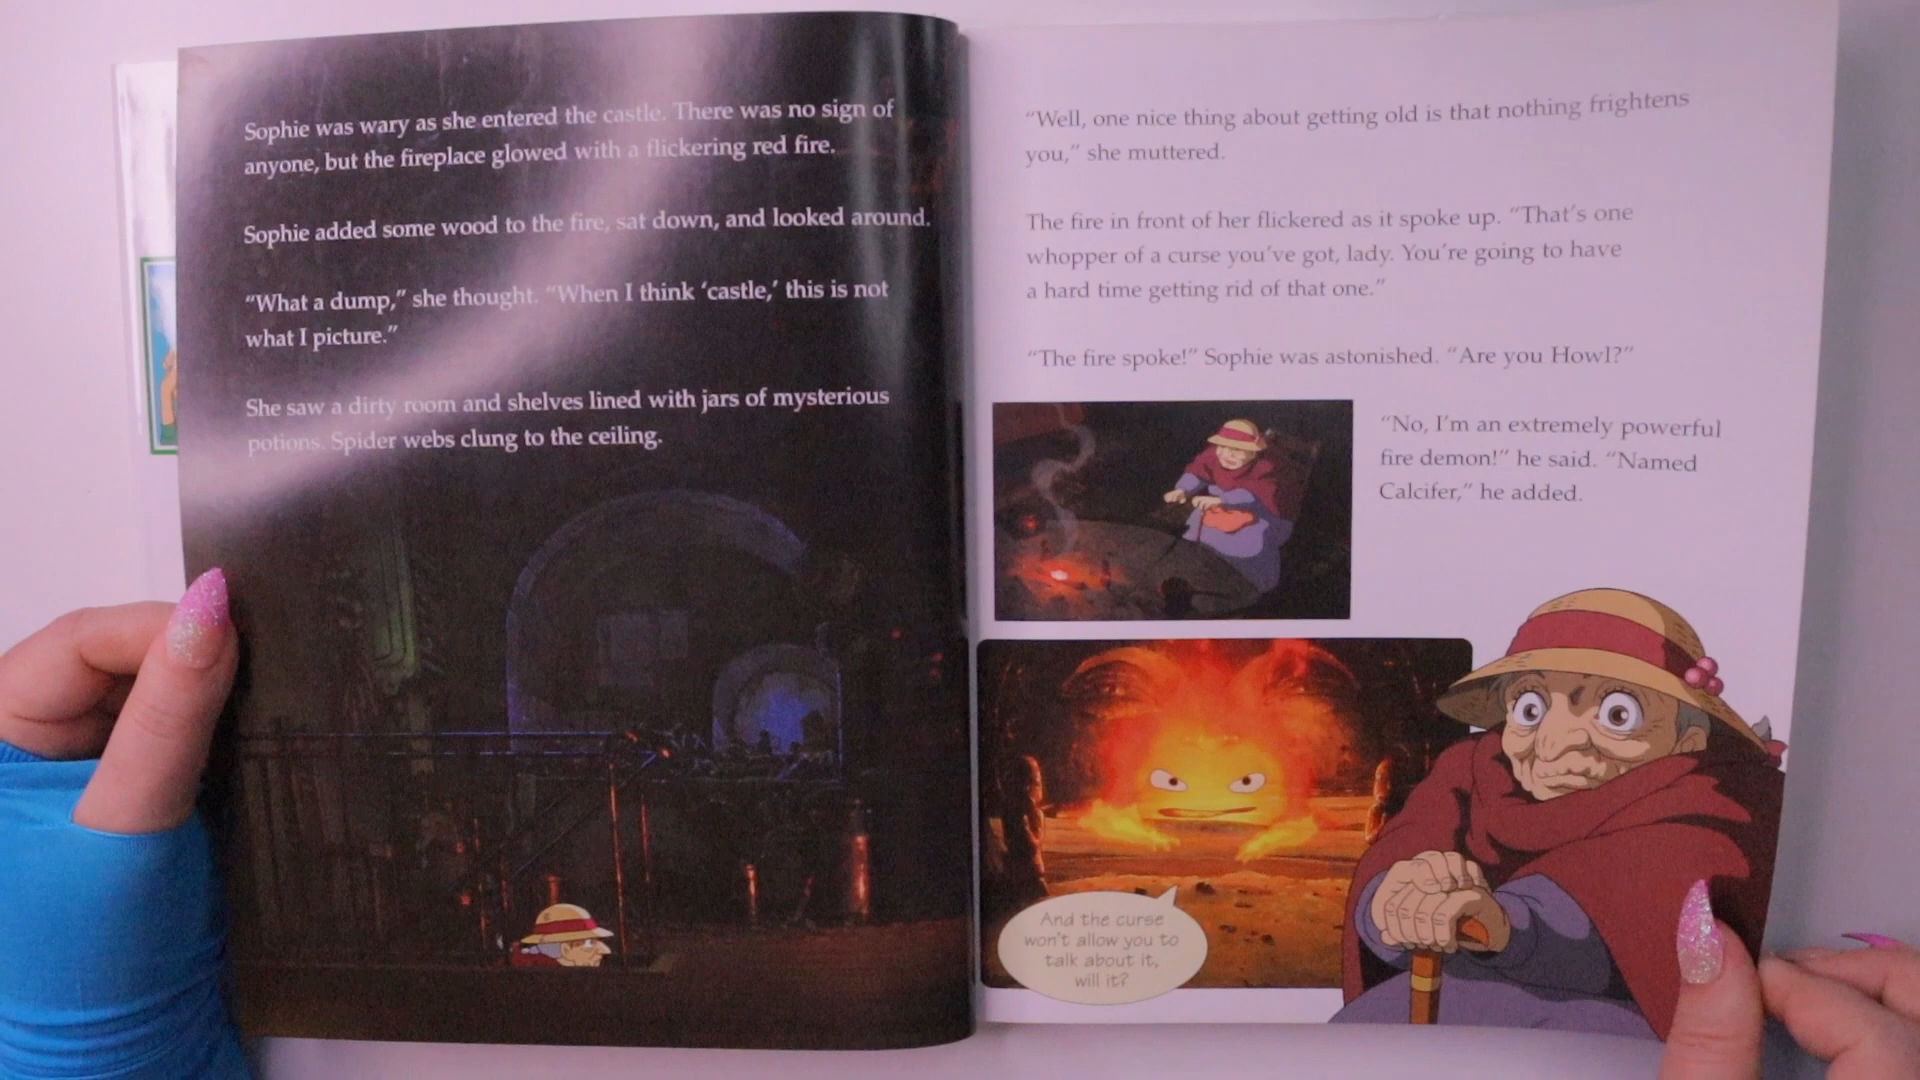 Sophie was wary as she entered the castle. There was no sign of
anyone, but the fireplace glowed with a flickering red fire.
Sophie added some wood to the fire, sat down, and looked around.
“What a dump,” she thought. “When I think ‘castle,’ this is not
what I picture.”
She saw a dirty room and shelves lined with jars of mysterious
potions. Spider webs clung to the ceiling.
“Well, one nice thing about getting old is that nothing frightens
you,” she muttered.
The fire in front of her flickered as it spoke up. “That’s one
whopper of a curse you’ve got, lady. You’re going to have
a hard time getting rid of that one.”
“The fire spoke!” Sophie was astonished. “Are you Howl?”
“No, I’m an extremely powerful
fire demon!” he said. “Named
Calcifer,” he added.
And the curse
won’t allow you to
talk about it,
will it?